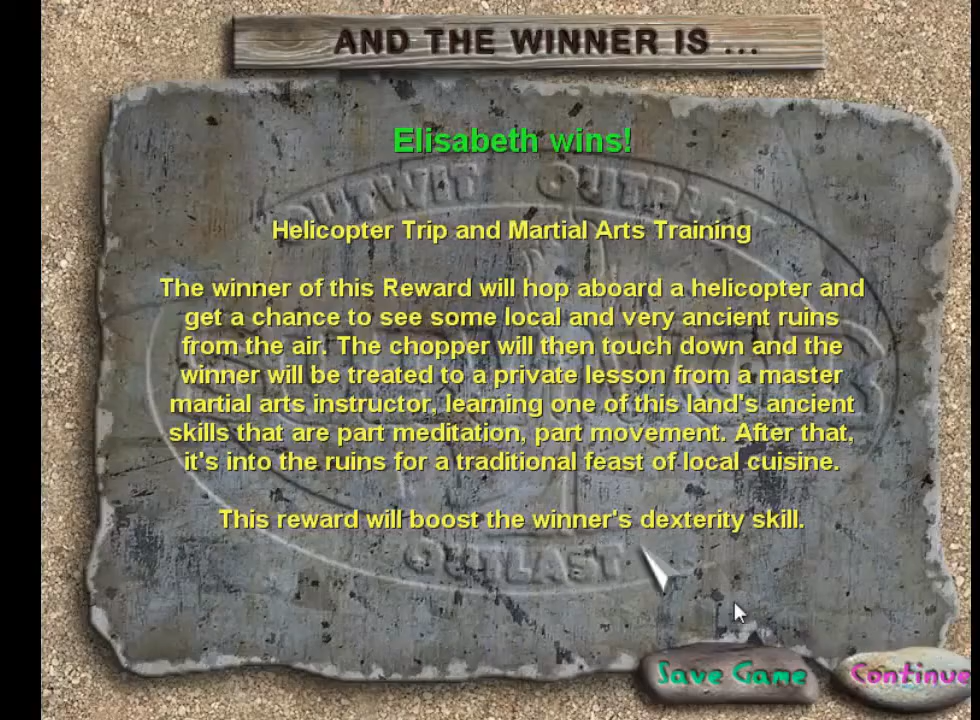 AND THE WINNER IS ...
Elisabeth wins!
OUTWIT OUTPLAY
Helicopter Trip and Martial Arts Training
The winner of this Reward will hop aboard a helicopter and
get a chance to see some local and very ancient ruins
from the air. The chopper will then touch down and the
winner will be treated to a private lesson from a master
martial arts instructor, learning one of this land's ancient
skills that are part meditation, part movement. After that,
it's into the ruins for a traditional feast of local cuisine.
This reward will boost the winner's dexterity skill.
OUTLAST
Save Game
Continue